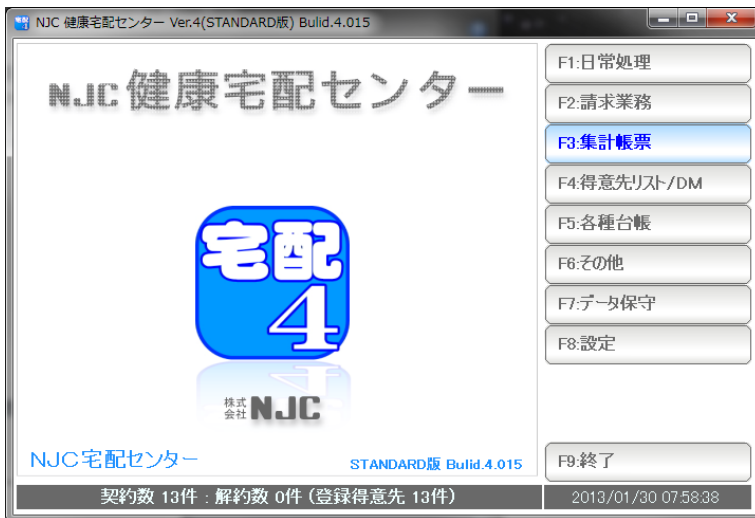 NJC 健康宅配センター Ver.4(STANDARD版) Bulid.4.015
NJC 健康宅配センター
宅配
4
株式
会社 NJC
NJC宅配センター
STANDARD版 Bulid.4.015
F1:日常処理
F2:請求業務
F3:集計帳票
F4:得意先リスト/DM
F5:各種台帳
F6:その他
F7:データ保守
F8:設定
F9:終了
契約数 13件 : 解約数 0件 (登録得意先 13件)
2013/01/30 07:58:38